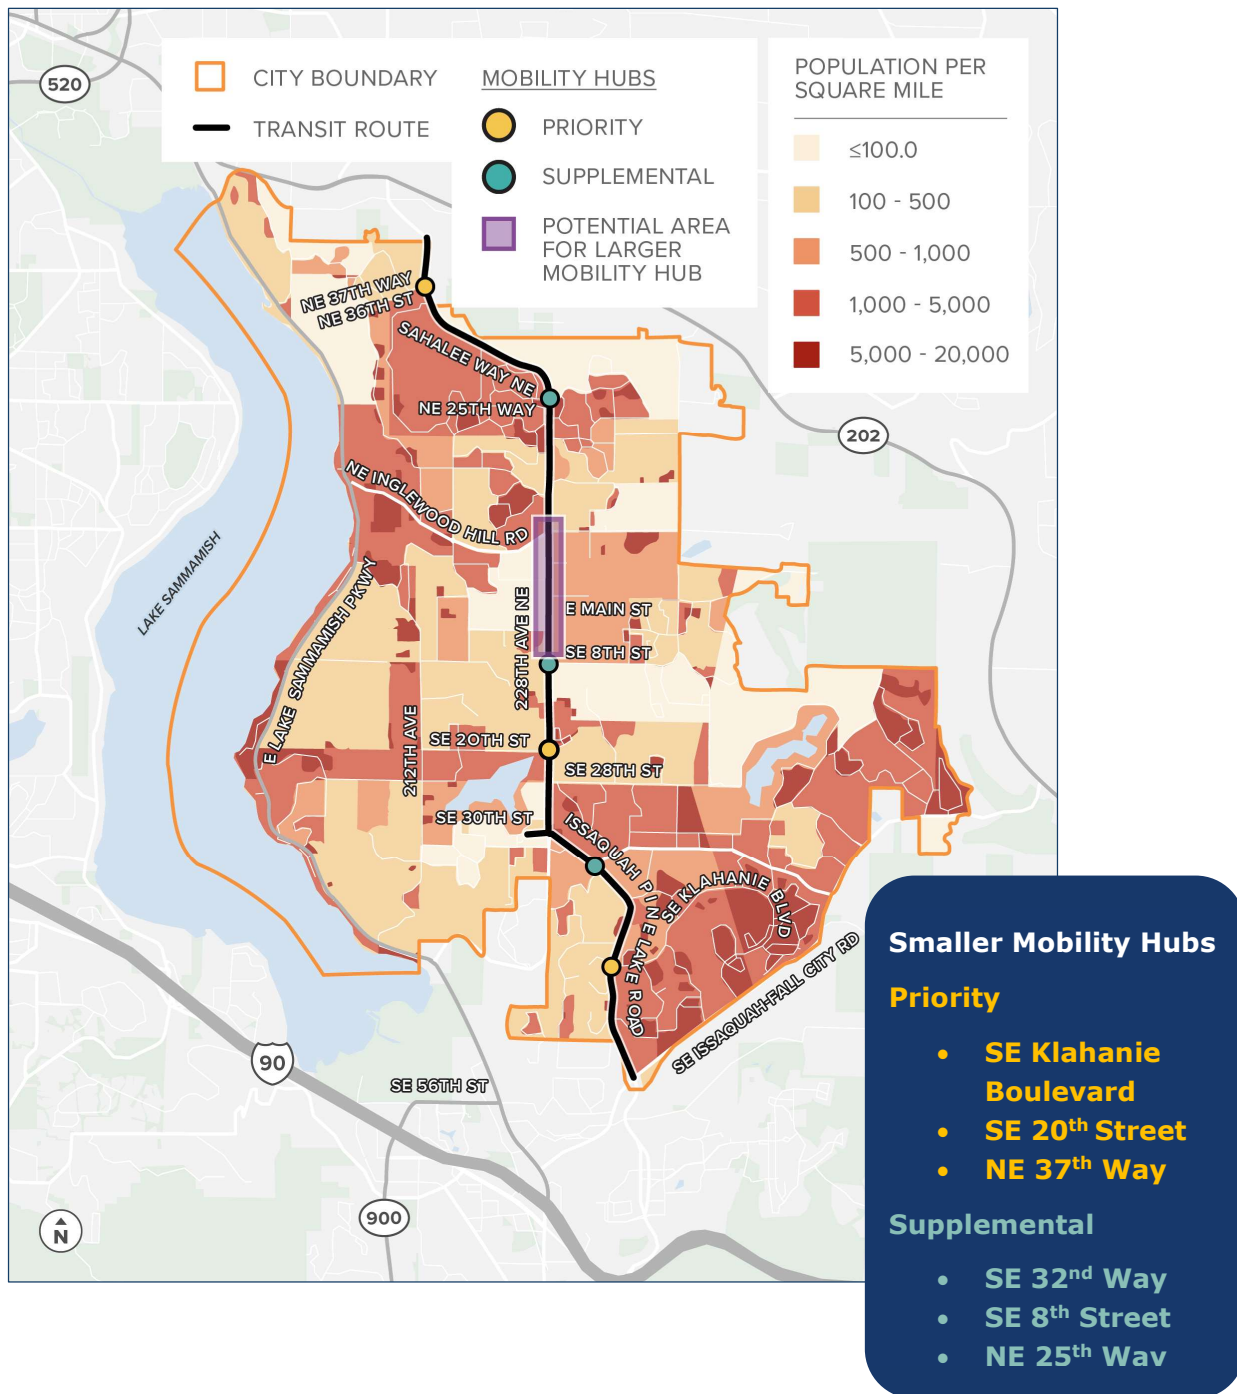 520
CITY BOUNDARY
TRANSIT ROUTE
MOBILITY HUBS
PRIORITY
SUPPLEMENTAL
POTENTIAL AREA
FOR LARGER
MOBILITY HUB
POPULATION PER
SQUARE MILE
≤100.0
100 - 500
500 - 1,000
1,000 - 5,000
5,000 - 20,000
NE 37TH WAY
NE 36TH ST
SAHALEE WAY NE
NE 25TH WAY
202
NE INGLEWOOD HILL RD
LAKE SAMMAMISH
E LAKE SAMMAMISH PKWY
228TH AVE NE
E MAIN ST
SE 8TH ST
212TH AVE
SE 20TH ST
SE 28TH ST
SE 30TH ST
ISSAQUAH PINE LAKE ROAD
SE KLAHANIE BLVD
SE ISSAQUAH-FALL CITY RD
90
SE 56TH ST
900
N
Smaller Mobility Hubs
Priority
• SE Klahanie
Boulevard
• SE 20th Street
• NE 37th Way
Supplemental
• SE 32nd Way
• SE 8th Street
• NE 25th Way